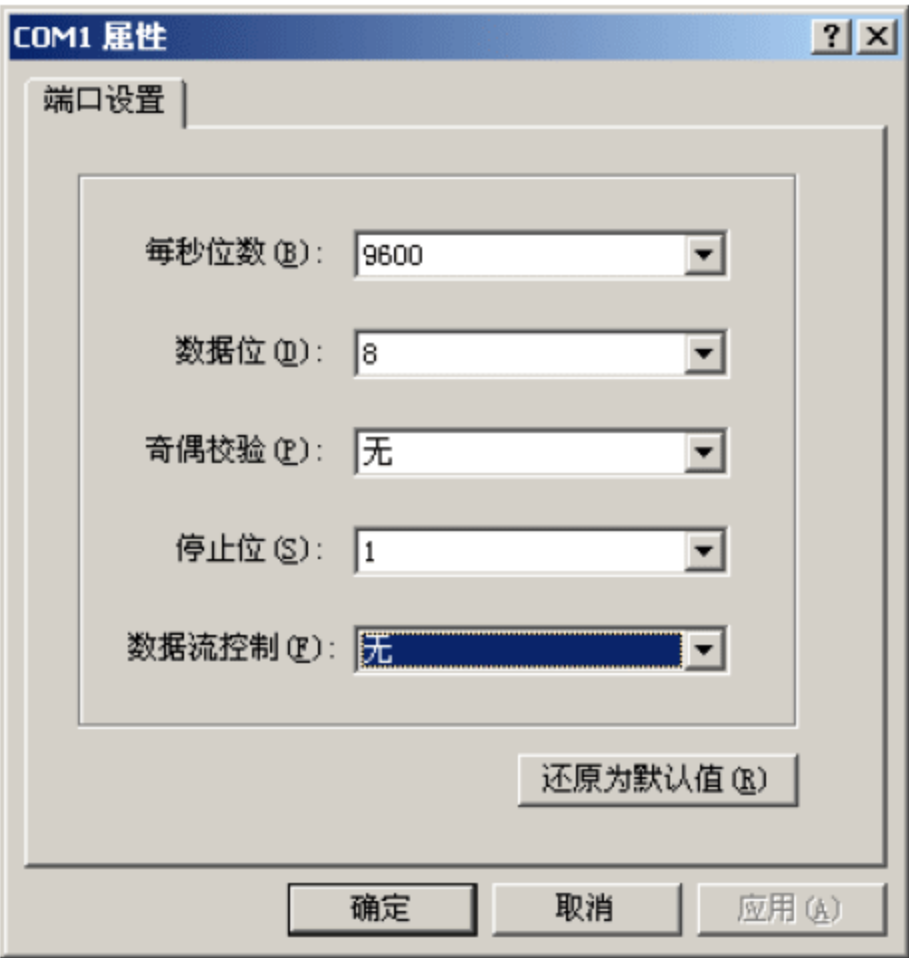 COM1 属性
端口设置
每秒位数(B): 9600
数据位(D): 8
奇偶校验(P): 无
停止位(S): 1
数据流控制(F): 无
还原为默认值(R)
确定 取消 应用(A)